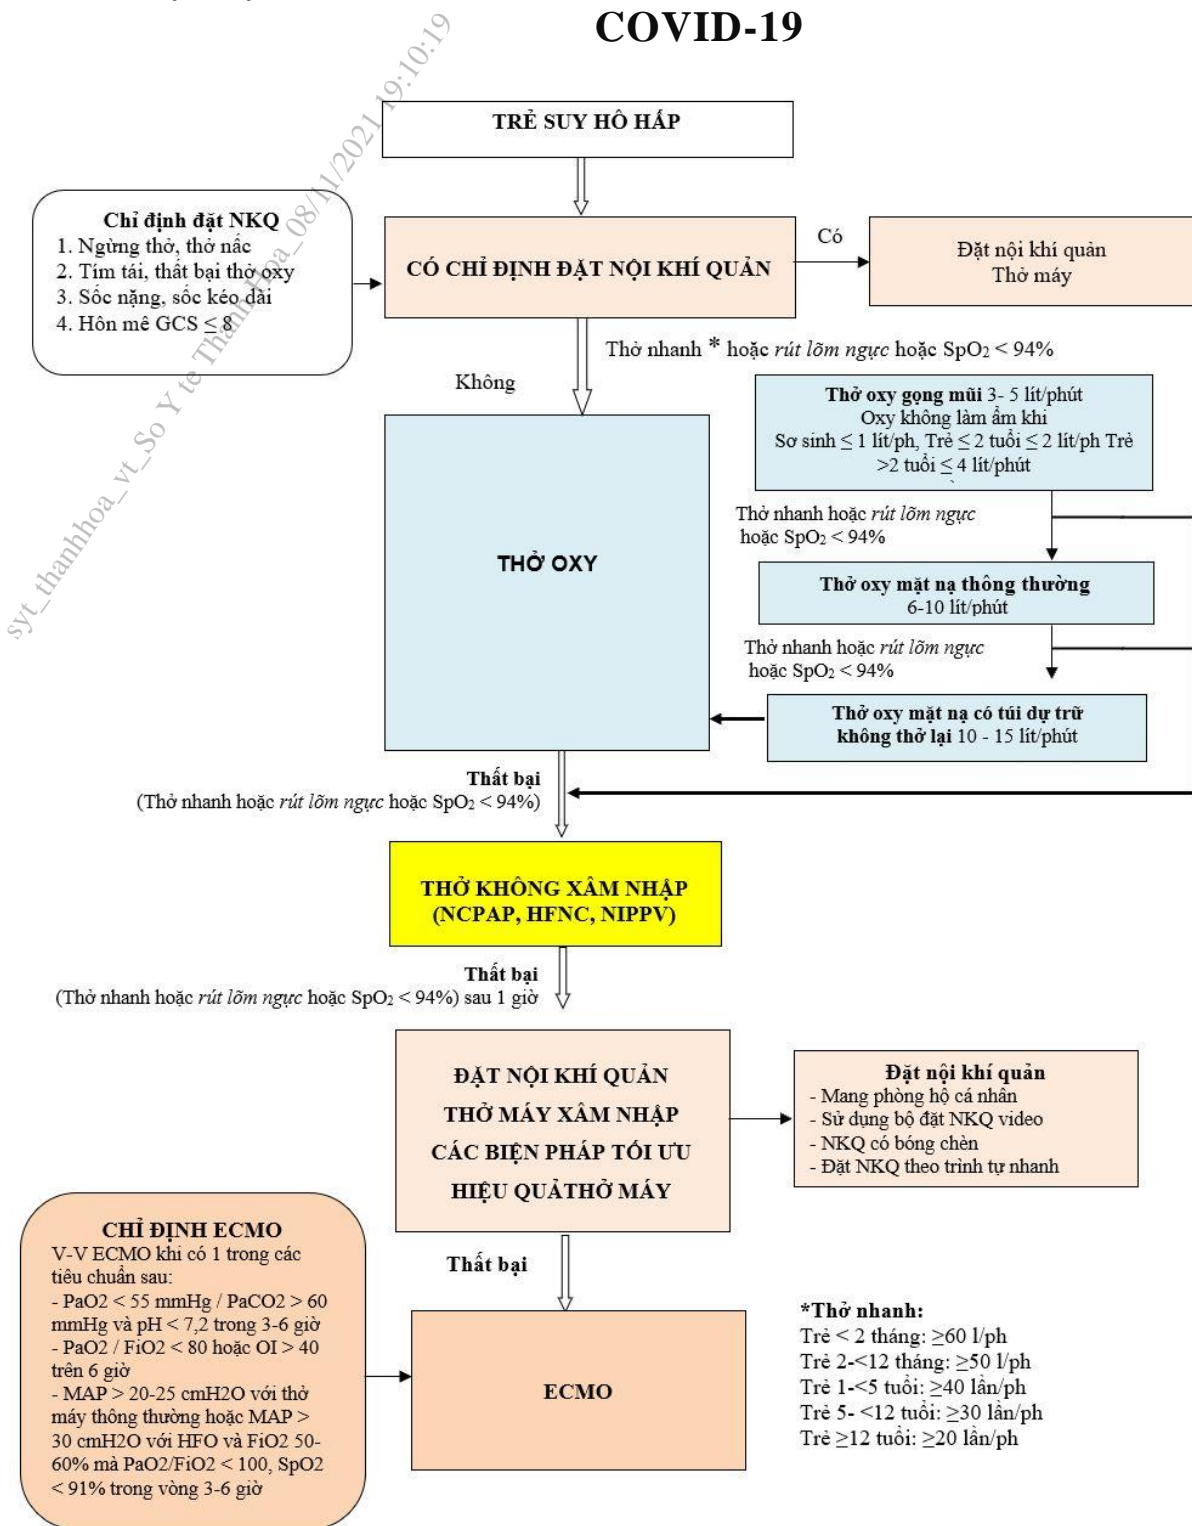 COVID-19
TRẺ SUY HÔ HẤP
Chỉ định đặt NKQ
1. Ngừng thở, thở nấc
2. Tím tái, thất bại thở oxy
3. Sốc nặng, sốc kéo dài
4. Hôn mê GCS ≤ 8
CÓ CHỈ ĐỊNH ĐẶT NỘI KHÍ QUẢN
Có
Đặt nội khí quản
Thở máy
Thở nhanh * hoặc rút lõm ngực hoặc SpO2 < 94%
Không
Thở oxy gọng mũi 3- 5 lít/phút
Oxy không làm ẩm khi
Sơ sinh ≤ 1 lít/ph, Trẻ ≤ 2 tuổi ≤ 2 lít/ph Trẻ
>2 tuổi ≤ 4 lít/phút
Thở nhanh hoặc rút lõm ngực
hoặc SpO2 < 94%
THỞ OXY
Thở oxy mặt nạ thông thường
6-10 lít/phút
Thở nhanh hoặc rút lõm ngực
hoặc SpO2 < 94%
Thở oxy mặt nạ có túi dự trữ
không thở lại 10 - 15 lít/phút
Thất bại
(Thở nhanh hoặc rút lõm ngực hoặc SpO2 < 94%)
THỞ KHÔNG XÂM NHẬP
(NCPAP, HFNC, NIPPV)
Thất bại
(Thở nhanh hoặc rút lõm ngực hoặc SpO2 < 94%) sau 1 giờ
ĐẶT NỘI KHÍ QUẢN
THỞ MÁY XÂM NHẬP
CÁC BIỆN PHÁP TỐI ƯU
HIỆU QUẢTHỞ MÁY
Đặt nội khí quản
- Mang phòng hộ cá nhân
- Sử dụng bộ đặt NKQ video
- NKQ có bóng chèn
- Đặt NKQ theo trình tự nhanh
Thất bại
CHỈ ĐỊNH ECMO
V-V ECMO khi có 1 trong các
tiêu chuẩn sau:
- PaO2 < 55 mmHg / PaCO2 > 60
mmHg và pH < 7,2 trong 3-6 giờ
- PaO2 / FiO2 < 80 hoặc OI > 40
trên 6 giờ
- MAP > 20-25 cmH2O với thở
máy thông thường hoặc MAP >
30 cmH2O với HFO và FiO2 50-
60% mà PaO2/FiO2 < 100, SpO2
< 91% trong vòng 3-6 giờ
ECMO
*Thở nhanh:
Trẻ < 2 tháng: ≥60 l/ph
Trẻ 2-<12 tháng: ≥50 l/ph
Trẻ 1-<5 tuổi: ≥40 lần/ph
Trẻ 5- <12 tuổi: ≥30 lần/ph
Trẻ ≥12 tuổi: ≥20 lần/ph
syt_thanhhoa_vt_So Y te Thanh Hoa_08/11/2021 19:10:19